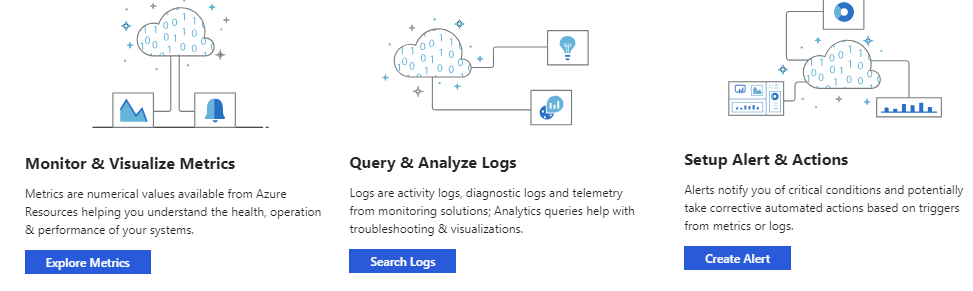 Monitor & Visualize Metrics
Metrics are numerical values available from Azure
Resources helping you understand the health, operation
& performance of your systems.
Explore Metrics
Query & Analyze Logs
Logs are activity logs, diagnostic logs and telemetry
from monitoring solutions; Analytics queries help with
troubleshooting & visualizations.
Search Logs
Setup Alert & Actions
Alerts notify you of critical conditions and potentially
take corrective automated actions based on triggers
from metrics or logs.
Create Alert